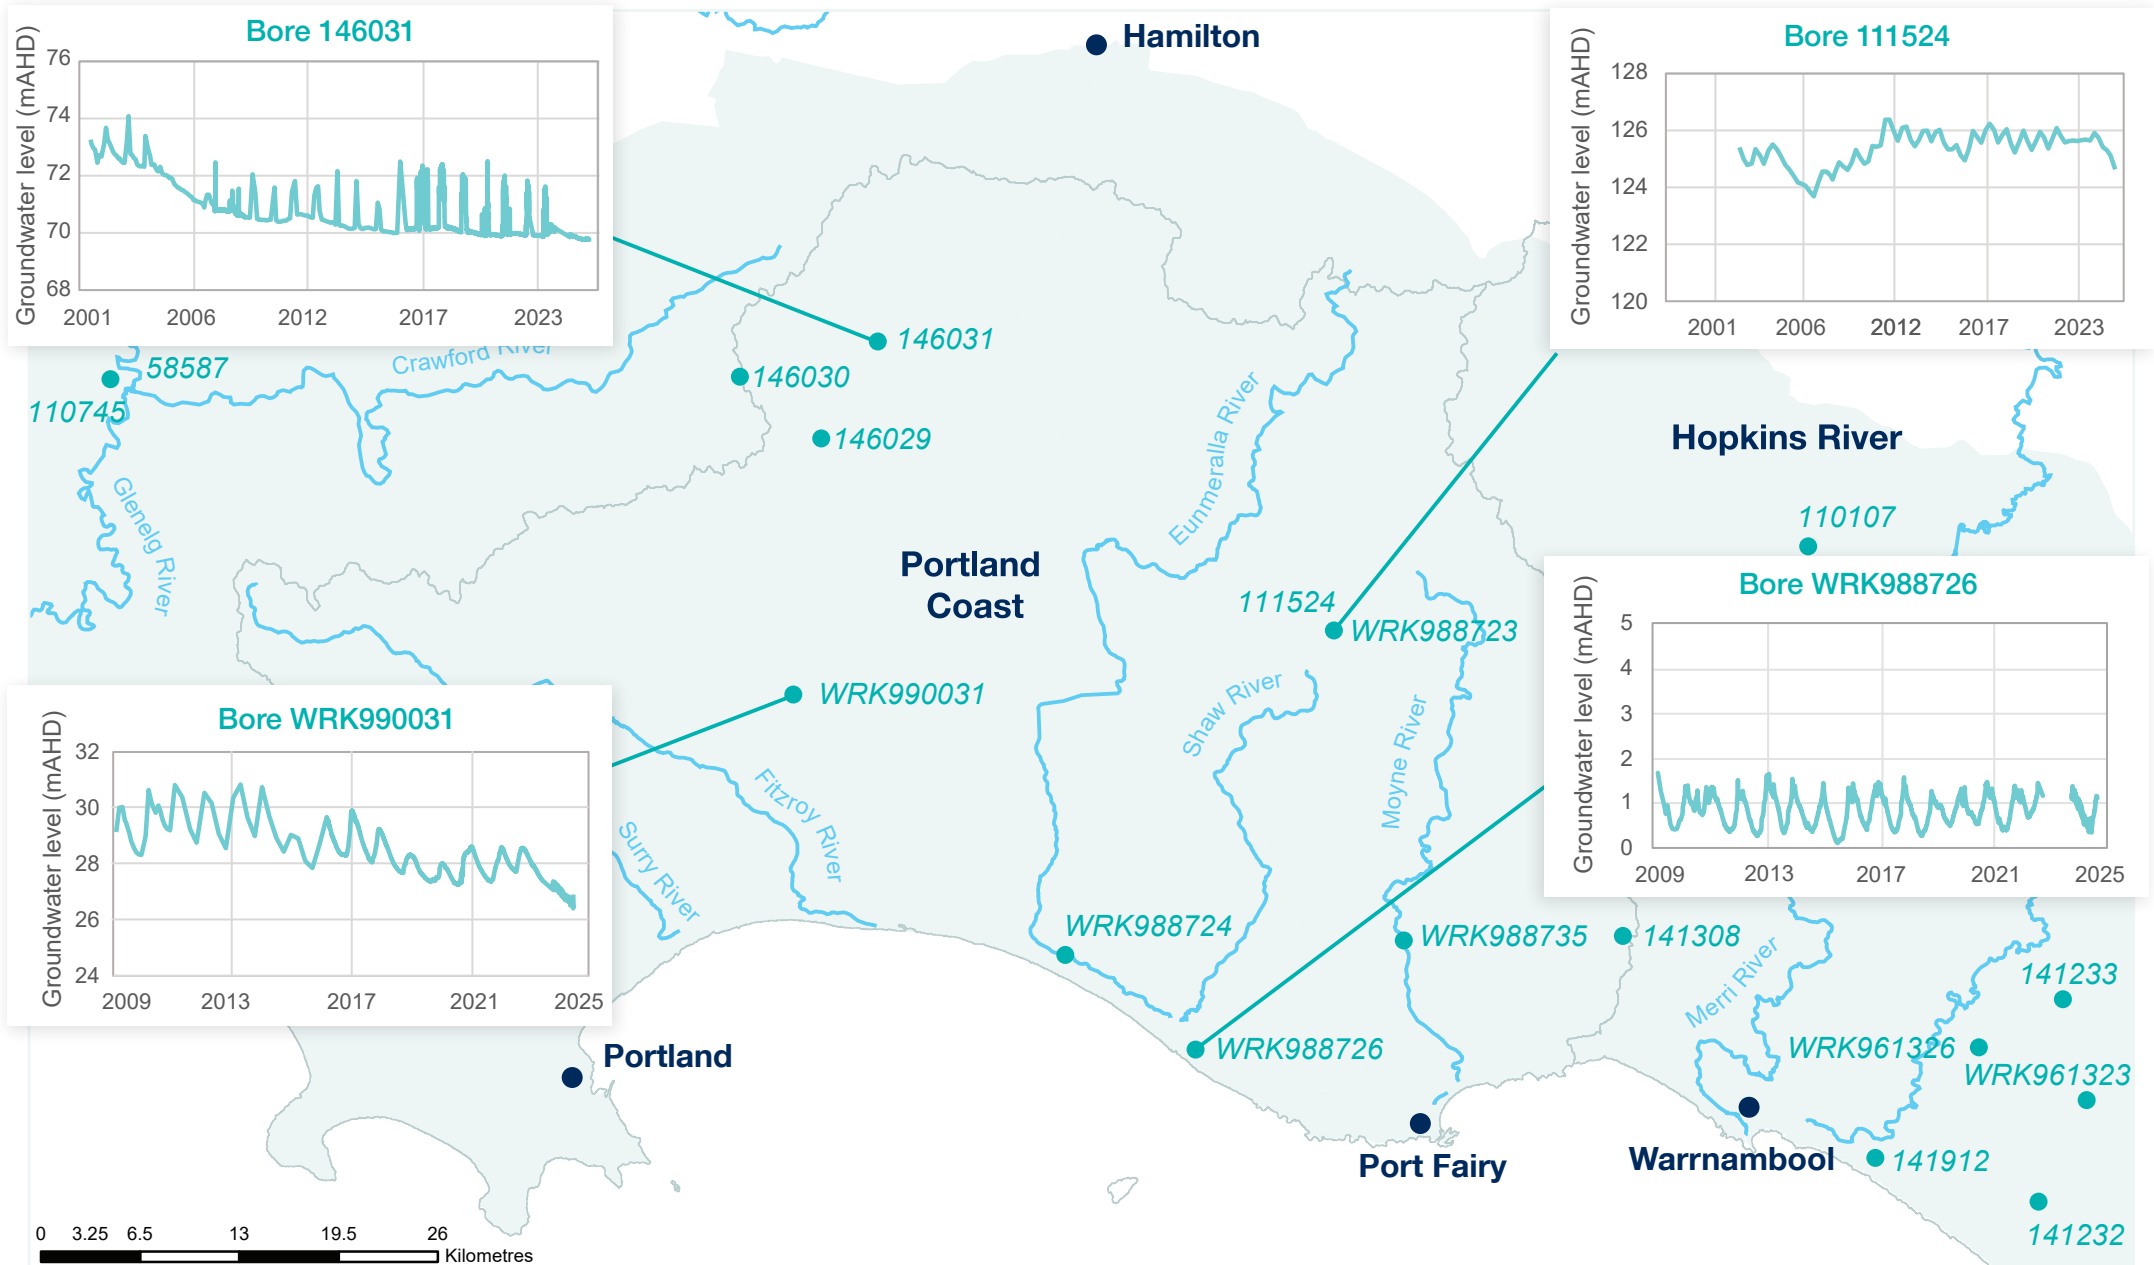 Bore 146031
Groundwater level (mAHD)
76
74
72
70
68
2001 2006 2012 2017 2023
Hamilton
Bore 111524
Groundwater level (mAHD)
128
126
124
122
120
2001 2006 2012 2017 2023
146031
58587
Crawford River
146030
110745
146029
Eunmeralla River
Hopkins River
Glenelg River
110107
Portland
Coast
111524
WRK988723
WRK990031
Shaw River
Moyne River
Bore WRK988726
Groundwater level (mAHD)
5
4
3
2
1
0
2009 2013 2017 2021 2025
Bore WRK990031
Groundwater level (mAHD)
32
30
28
26
24
2009 2013 2017 2021 2025
Fitzroy River
Surry River
WRK988724
WRK988735
141308
Merri River
141233
WRK988726
WRK961326
WRK961323
Portland
Port Fairy
Warrnambool
141912
141232
0 3.25 6.5 13 19.5 26
Kilometres